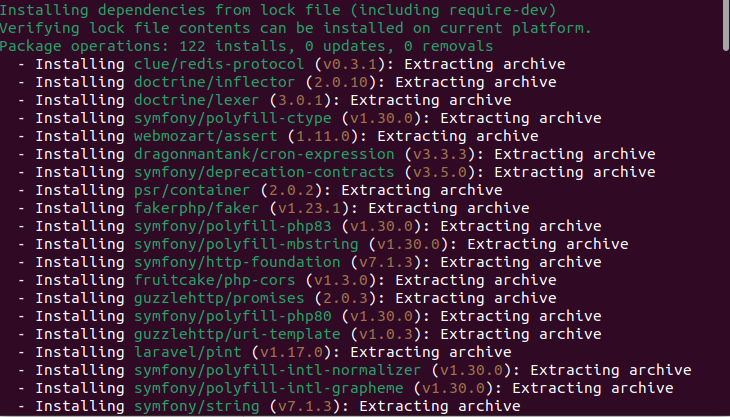 Installing dependencies from lock file (including require-dev)
Verifying lock file contents can be installed on current platform.
Package operations: 122 installs, 0 updates, 0 removals
- Installing clue/redis-protocol (v0.3.1): Extracting archive
- Installing doctrine/inflector (2.0.10): Extracting archive
- Installing doctrine/lexer (3.0.1): Extracting archive
- Installing symfony/polyfill-ctype (v1.30.0): Extracting archive
- Installing webmozart/assert (1.11.0): Extracting archive
- Installing dragonmantank/cron-expression (v3.3.3): Extracting archive
- Installing symfony/deprecation-contracts (v3.5.0): Extracting archive
- Installing psr/container (2.0.2): Extracting archive
- Installing fakerphp/faker (v1.23.1): Extracting archive
- Installing symfony/polyfill-php83 (v1.30.0): Extracting archive
- Installing symfony/polyfill-mbstring (v1.30.0): Extracting archive
- Installing symfony/http-foundation (v7.1.3): Extracting archive
- Installing fruitcake/php-cors (v1.3.0): Extracting archive
- Installing guzzlehttp/promises (2.0.3): Extracting archive
- Installing symfony/polyfill-php80 (v1.30.0): Extracting archive
- Installing guzzlehttp/uri-template (v1.0.3): Extracting archive
- Installing laravel/pint (v1.17.0): Extracting archive
- Installing symfony/polyfill-intl-normalizer (v1.30.0): Extracting archive
- Installing symfony/polyfill-intl-grapheme (v1.30.0): Extracting archive
- Installing symfony/string (v7.1.3): Extracting archive